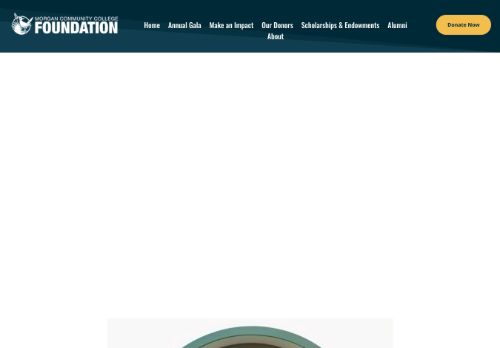 MORGAN COMMUNITY COLLEGE
FOUNDATION
Home Annual Gala Make an Impact Our Donors Scholarships & Endowments Alumni
About
Donate Now